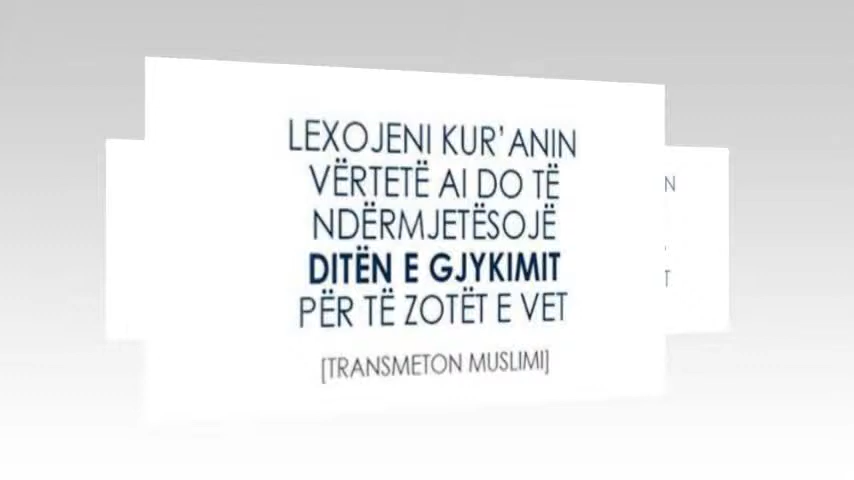 LEXOJENI KUR'ANIN
VËRTETË AI DO TË
NDËRMJETËSOJË
DITËN E GJYKIMIT
PËR TË ZOTËT E VET
[TRANSMETON MUSLIMI]
N
T